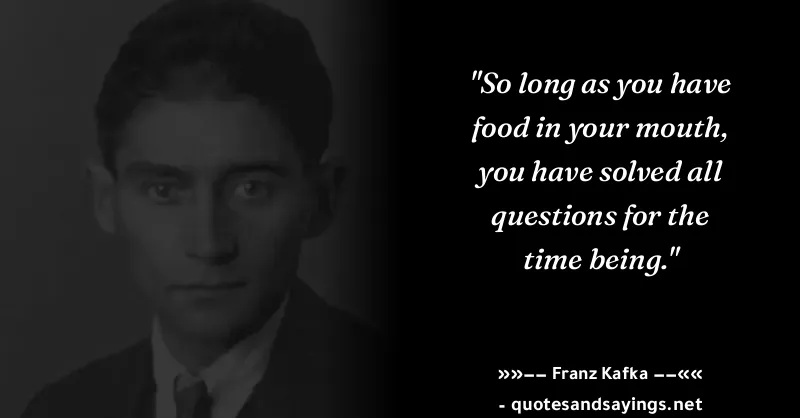 "So long as you have
food in your mouth,
you have solved all
questions for the
time being."
»»−− Franz Kafka −−««
- quotesandsayings.net